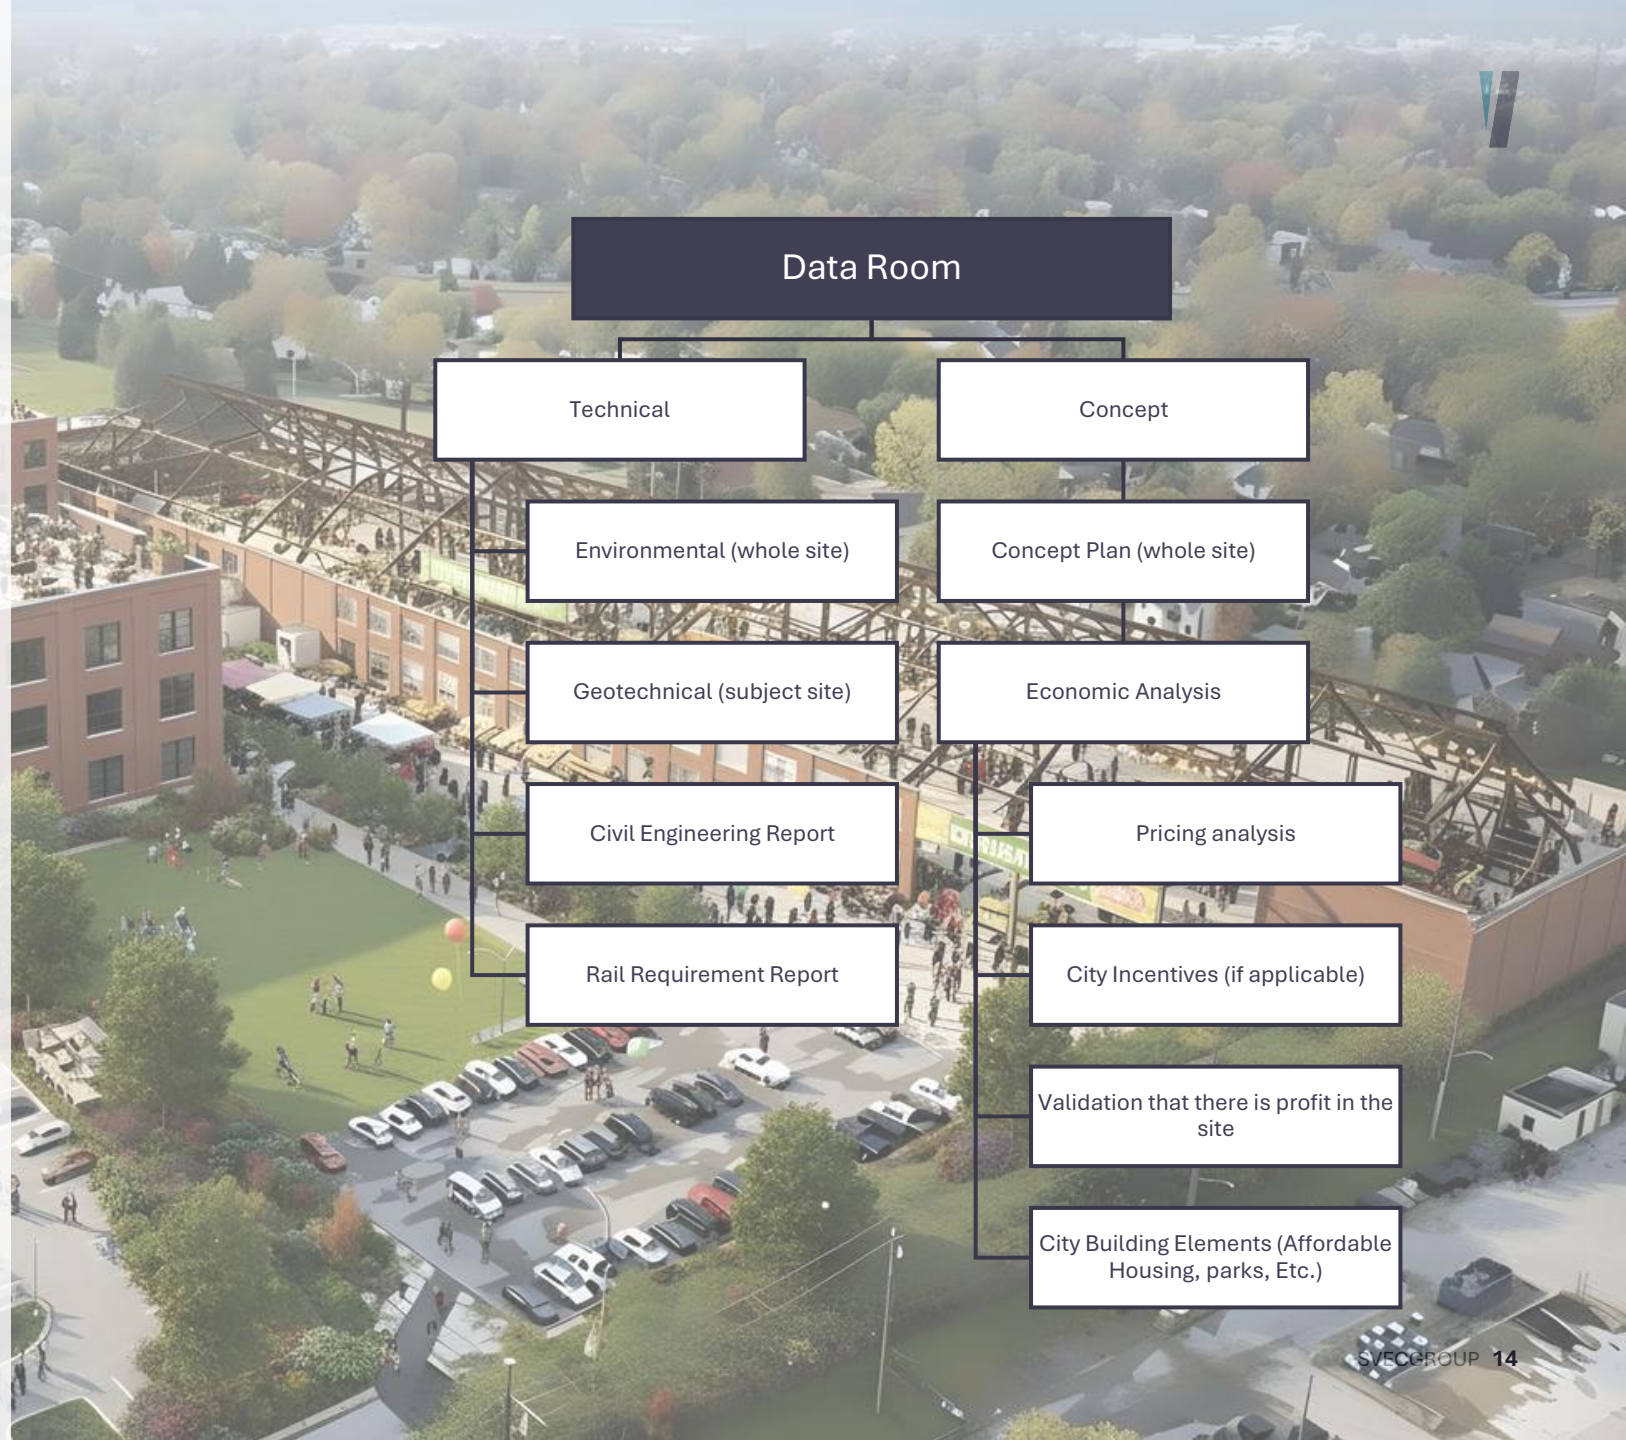 Data Room
Technical
Concept
Environmental (whole site)
Concept Plan (whole site)
Geotechnical (subject site)
Economic Analysis
Civil Engineering Report
Pricing analysis
Rail Requirement Report
City Incentives (if applicable)
Validation that there is profit in the
site
City Building Elements (Affordable
Housing, parks, Etc.)
SVECGROUP 14